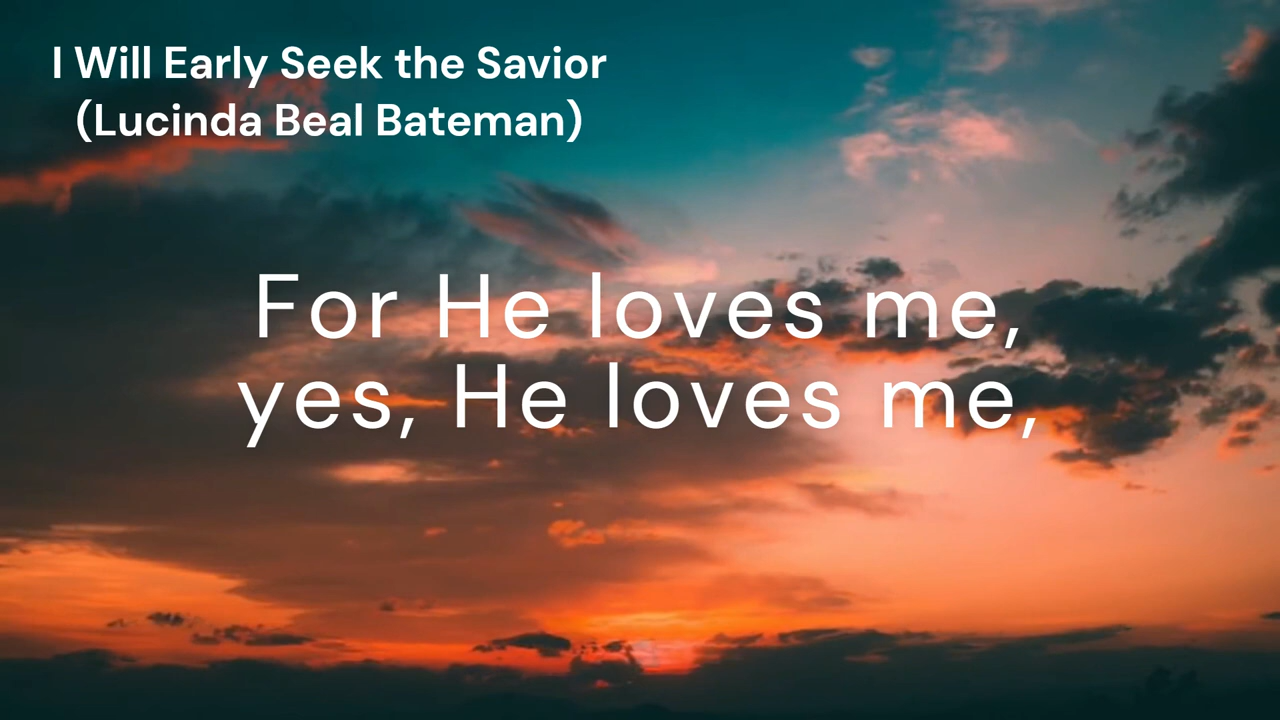 I Will Early Seek the Savior
(Lucinda Beal Bateman)
For He loves me,
yes, He loves me,